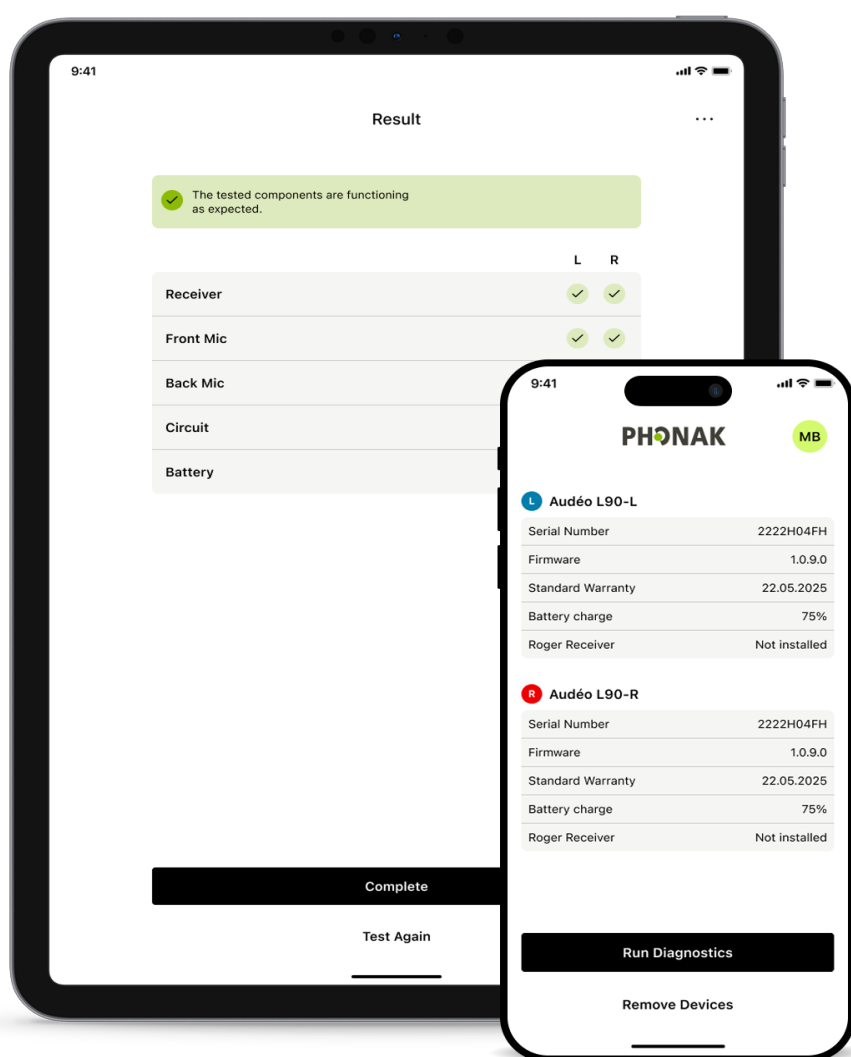 9:41
Result
...
The tested components are functioning
as expected.
L R
Receiver
Front Mic
Back Mic
Circuit
Battery
Complete
Test Again
9:41
PHONAK
MB
L Audéo L90-L
Serial Number 2222H04FH
Firmware 1.0.9.0
Standard Warranty 22.05.2025
Battery charge 75%
Roger Receiver Not installed
R Audéo L90-R
Serial Number 2222H04FH
Firmware 1.0.9.0
Standard Warranty 22.05.2025
Battery charge 75%
Roger Receiver Not installed
Run Diagnostics
Remove Devices